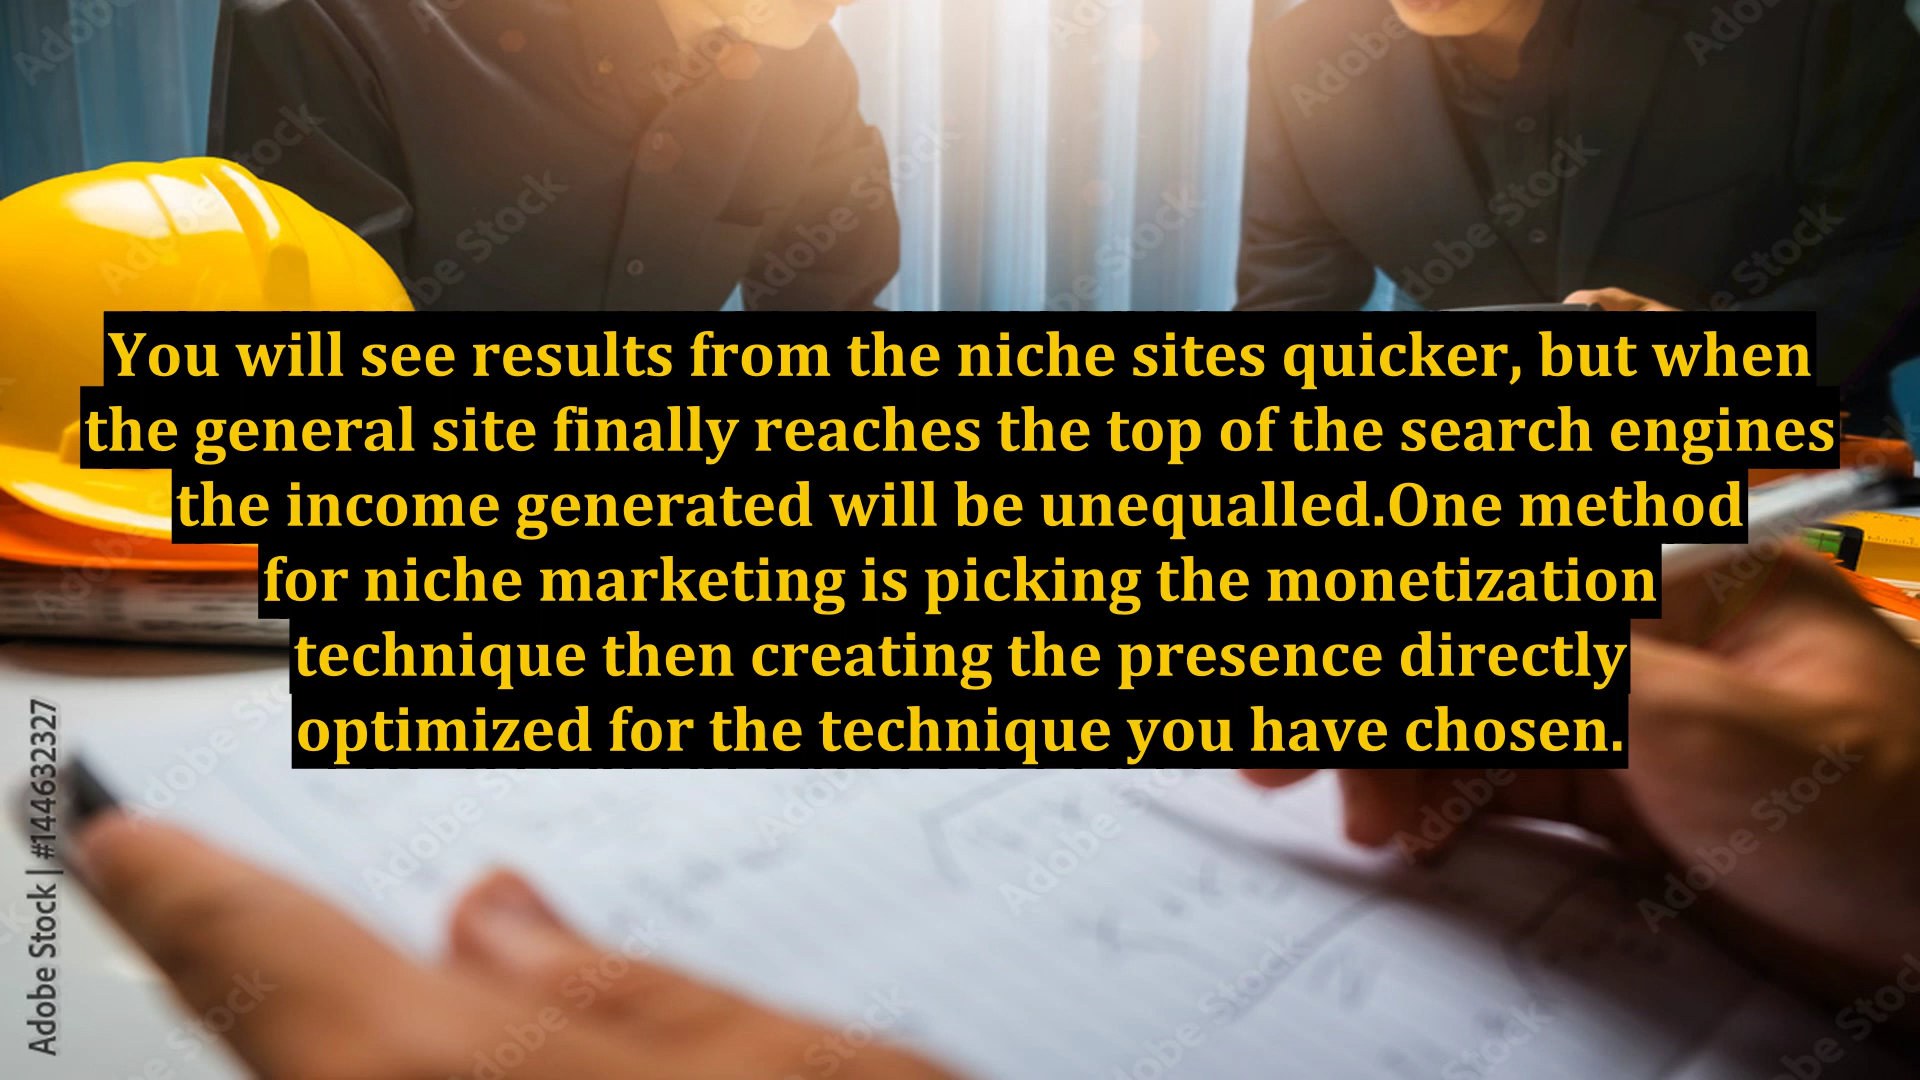 You will see results from the niche sites quicker, but when
the general site finally reaches the top of the search engines
the income generated will be unequalled.One method
for niche marketing is picking the monetization
technique then creating the presence directly
optimized for the technique you have chosen.
Adobe Stock | #144632327
Adobe Stock